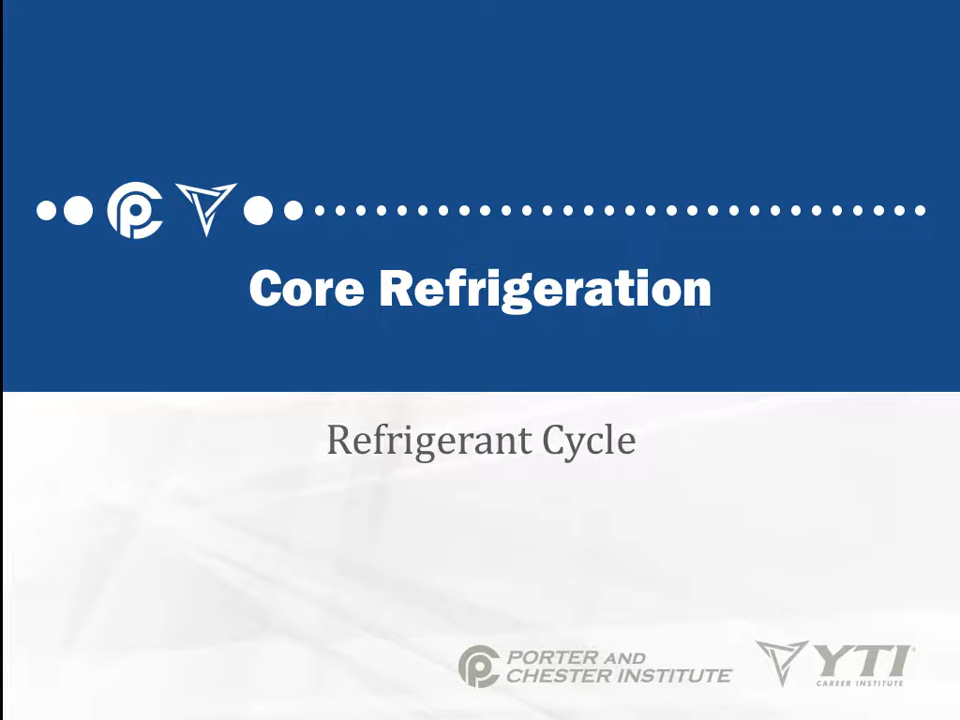 Core Refrigeration
Refrigerant Cycle
PORTER AND
CHESTER INSTITUTE
YTI
CAREER INSTITUTE